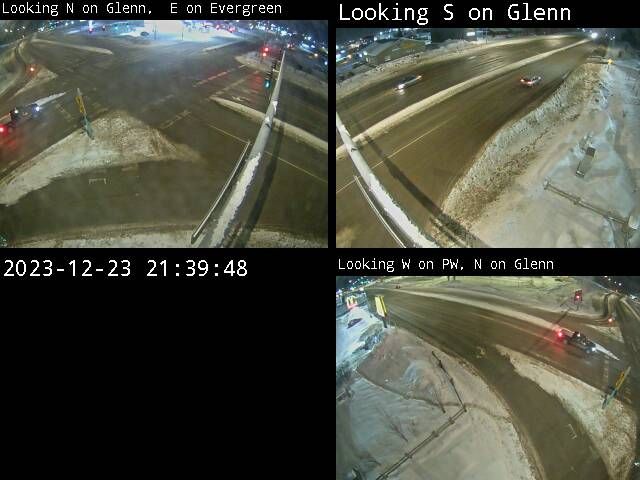 Looking N on Glenn, E on Evergreen
Looking S on Glenn
2023-12-23 21:39:48
Looking W on PW, N on Glenn